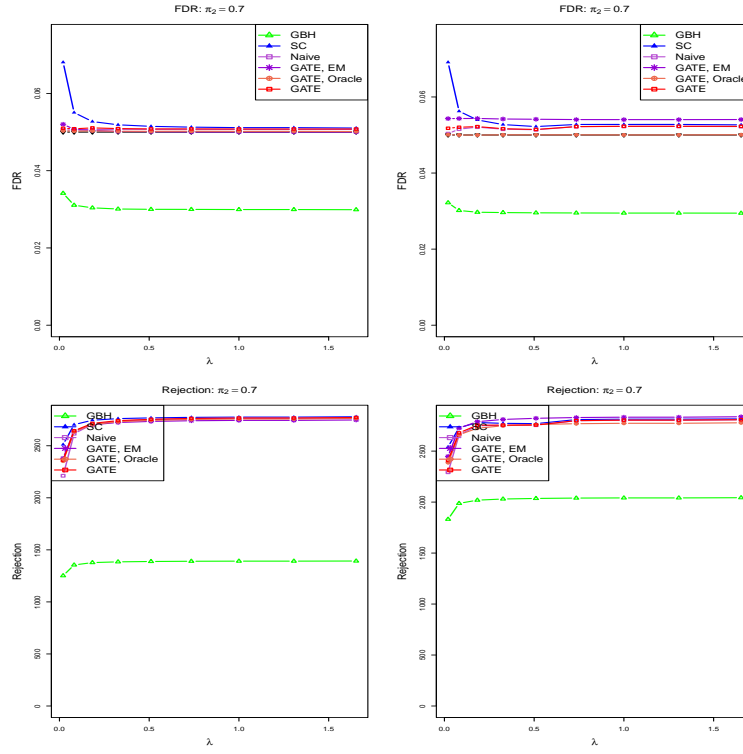 FDR: π₂ = 0.7
FDR
0.00
0.02
0.04
0.06
0.0
0.5
1.0
1.5
λ
GBH
SC
Naive
GATE, EM
GATE, Oracle
GATE
FDR: π₂ = 0.7
FDR
0.00
0.02
0.04
0.06
0.0
0.5
1.0
1.5
λ
GBH
SC
Naive
GATE, EM
GATE, Oracle
GATE
Rejection: π₂ = 0.7
Rejection
0
500
1000
1500
2000
2500
0.0
0.5
1.0
1.5
λ
GBH
SC
Naive
GATE, EM
GATE, Oracle
GATE
Rejection: π₂ = 0.7
Rejection
0
500
1000
1500
2000
2500
0.0
0.5
1.0
1.5
λ
GBH
SC
Naive
GATE, EM
GATE, Oracle
GATE